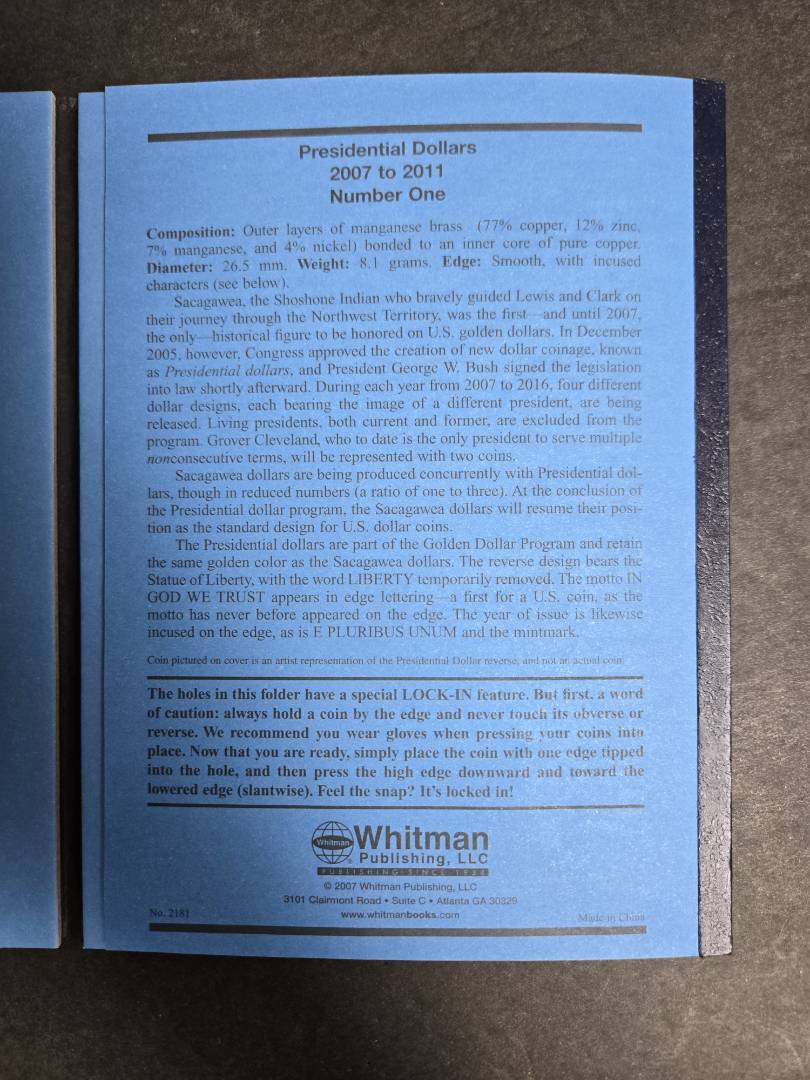 Presidential Dollars
2007 to 2011
Number One
Composition: Outer layers of manganese brass (77% copper, 12% zinc,
7% manganese, and 4% nickel) bonded to an inner core of pure copper.
Diameter: 26.5 mm. Weight: 8.1 grams. Edge: Smooth, with incused
characters (see below).
Sacagawea, the Shoshone Indian who bravely guided Lewis and Clark on
their journey through the Northwest Territory, was the first—and until 2007,
the only—historical figure to be honored on U.S. golden dollars. In December
2005, however, Congress approved the creation of new dollar coinage, known
as Presidential dollars, and President George W. Bush signed the legislation
into law shortly afterward. During each year from 2007 to 2016, four different
dollar designs, each bearing the image of a different president, are being
released. Living presidents, both current and former, are excluded from the
program. Grover Cleveland, who to date is the only president to serve multiple
nonconsecutive terms, will be represented with two coins.
Sacagawea dollars are being produced concurrently with Presidential dol-
lars, though in reduced numbers (a ratio of one to three). At the conclusion of
the Presidential dollar program, the Sacagawea dollars will resume their posi-
tion as the standard design for U.S. dollar coins.
The Presidential dollars are part of the Golden Dollar Program and retain
the same golden color as the Sacagawea dollars. The reverse design bears the
Statue of Liberty, with the word LIBERTY temporarily removed. The motto IN
GOD WE TRUST appears in edge lettering—a first for a U.S. coin, as the
motto has never before appeared on the edge. The year of issue is likewise
incused on the edge, as is E PLURIBUS UNUM and the mintmark.
Coin pictured on cover is an artist representation of the Presidential Dollar reverse, and not an actual coin.
The holes in this folder have a special LOCK-IN feature. But first, a word
of caution: always hold a coin by the edge and never touch its obverse or
reverse. We recommend you wear gloves when pressing your coins into
place. Now that you are ready, simply place the coin with one edge tipped
into the hole, and then press the high edge downward and toward the
lowered edge (slantwise). Feel the snap? It's locked in!
Whitman
Whitman ®
Publishing, LLC
PUBLISHING SINCE 1934
© 2007 Whitman Publishing, LLC
3101 Clairmont Road • Suite C • Atlanta GA 30329
www.whitmanbooks.com
No. 2181
Made in China